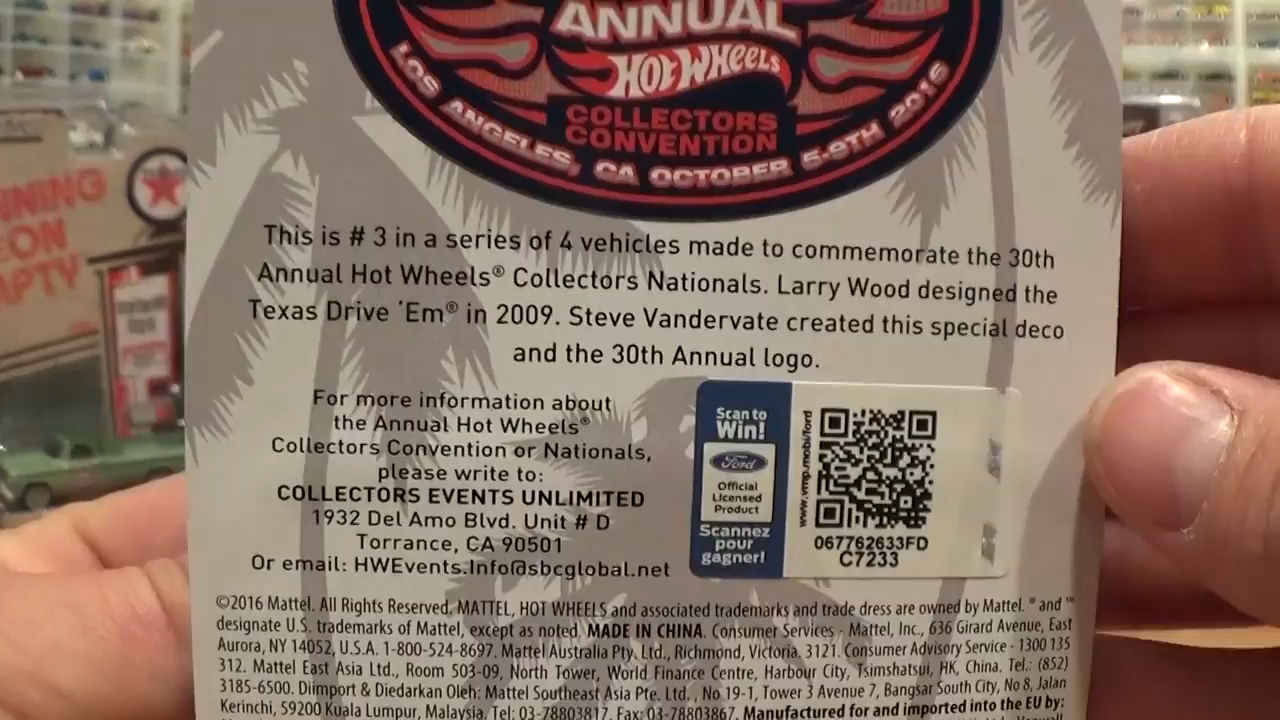 ANNUAL
HOT WHEELS
COLLECTORS
CONVENTION
LOS ANGELES, CA OCTOBER 5-9TH 2016
This is # 3 in a series of 4 vehicles made to commemorate the 30th
Annual Hot Wheels® Collectors Nationals. Larry Wood designed the
Texas Drive 'Em® in 2009. Steve Vandervate created this special deco
and the 30th Annual logo.
For more information about
the Annual Hot Wheels®
Collectors Convention or Nationals,
please write to:
COLLECTORS EVENTS UNLIMITED
1932 Del Amo Blvd. Unit # D
Torrance, CA 90501
Or email: HWEvents.Info@sbcglobal.net
Scan to
Win!
Ford
Official
Licensed
Product
Scannez
pour
gagner!
www.vmp.mobi/ford
067762633FD
C7233
©2016 Mattel. All Rights Reserved. MATTEL, HOT WHEELS and associated trademarks and trade dress are owned by Mattel. ® and ™
designate U.S. trademarks of Mattel, except as noted. MADE IN CHINA. Consumer Services - Mattel, Inc., 636 Girard Avenue, East
Aurora, NY 14052, U.S.A. 1-800-524-8697. Mattel Australia Pty. Ltd., Richmond, Victoria. 3121. Consumer Advisory Service - 1300 135
312. Mattel East Asia Ltd., Room 503-09, North Tower, World Finance Centre, Harbour City, Tsimshatsui, HK, China. Tel.: (852)
3185-6500. Diimport & Diedarkan Oleh: Mattel Southeast Asia Pte. Ltd., No 19-1, Tower 3 Avenue 7, Bangsar South City, No 8, Jalan
Kerinchi, 59200 Kuala Lumpur, Malaysia. Tel: 03-78803817. Fax: 03-78803867. Manufactured for and imported into the EU by: